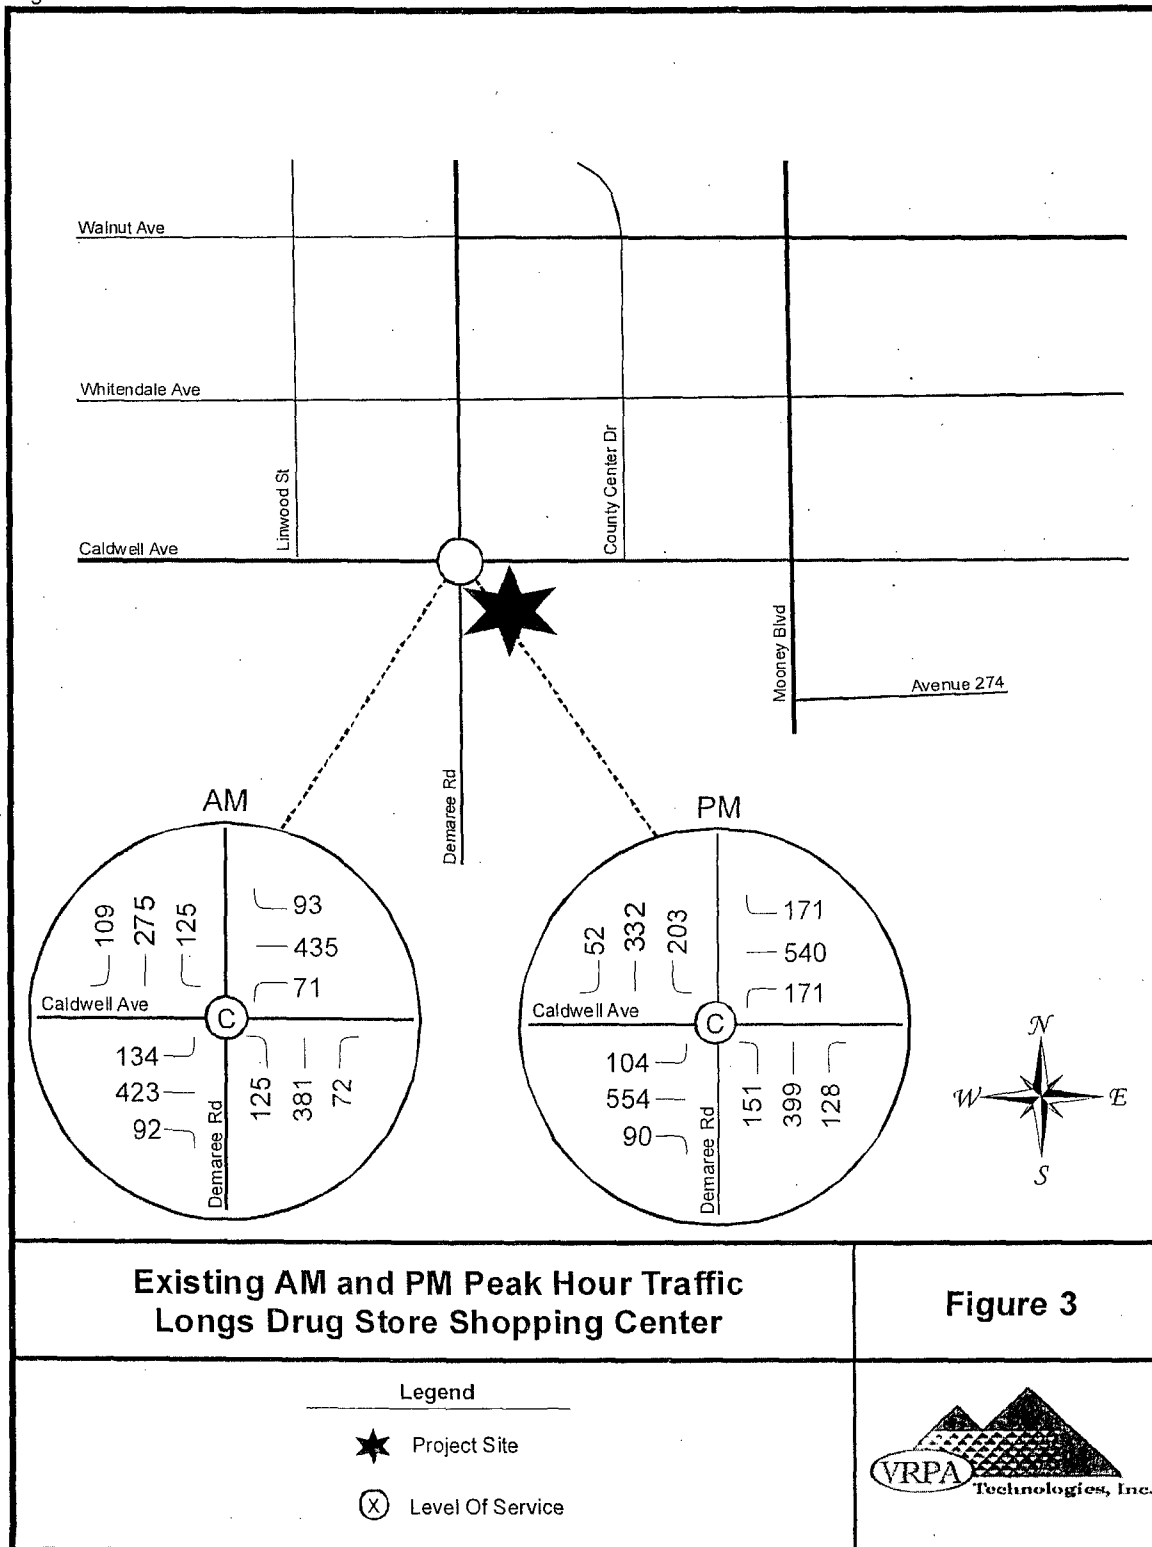 Walnut Ave
Whitendale Ave
County Center Dr
Linwood St
Caldwell Ave
Mooney Blvd
Avenue 274
Demaree Rd
AM
93
435
71
109
275
125
Caldwell Ave
C
134
423
92
125
381
72
Demaree Rd
PM
171
540
171
52
332
203
Caldwell Ave
C
104
554
90
151
399
128
Demaree Rd
N
W E
S
Existing AM and PM Peak Hour Traffic
Longs Drug Store Shopping Center
Figure 3
Legend
Project Site
X Level Of Service
VRPA
Technologies, Inc.